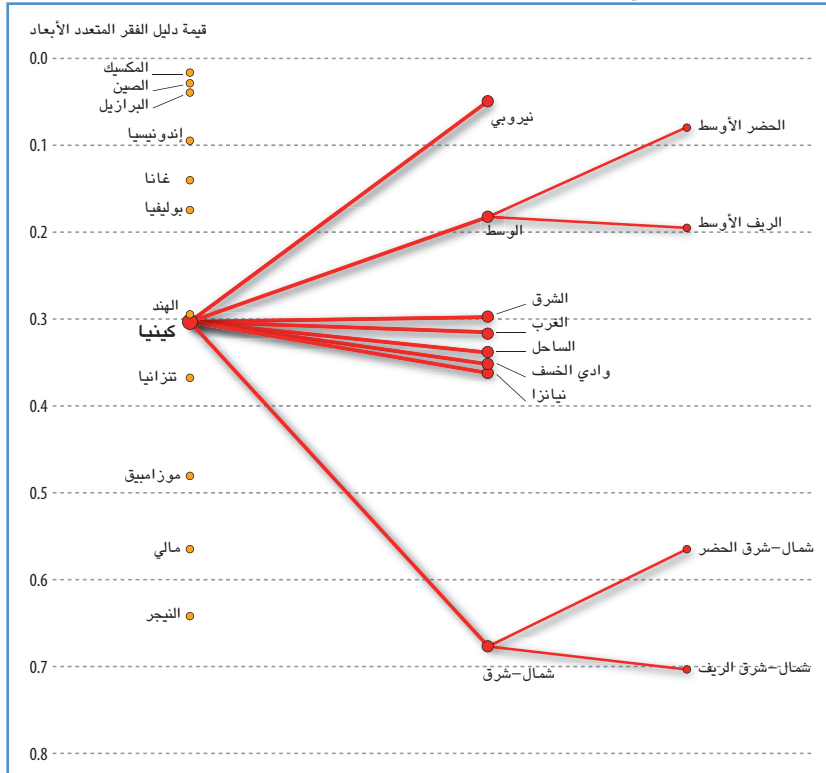 قيمة دليل الفقر المتعدد الأبعاد
0.0
المكسيك
الصين
البرازيل
نيروبي
الحضر الأوسط
0.1
إندونيسيا
غانا
بوليفيا
0.2
الوسط
الريف الأوسط
الهند
الشرق
0.3
كينيا
الغرب
الساحل
وادي الخسف
نيانزا
تنزانيا
0.4
موزامبيق
0.5
مالي
شمال-شرق الحضر
0.6
النيجر
0.7
شمال-شرق
شمال-شرق الريف
0.8